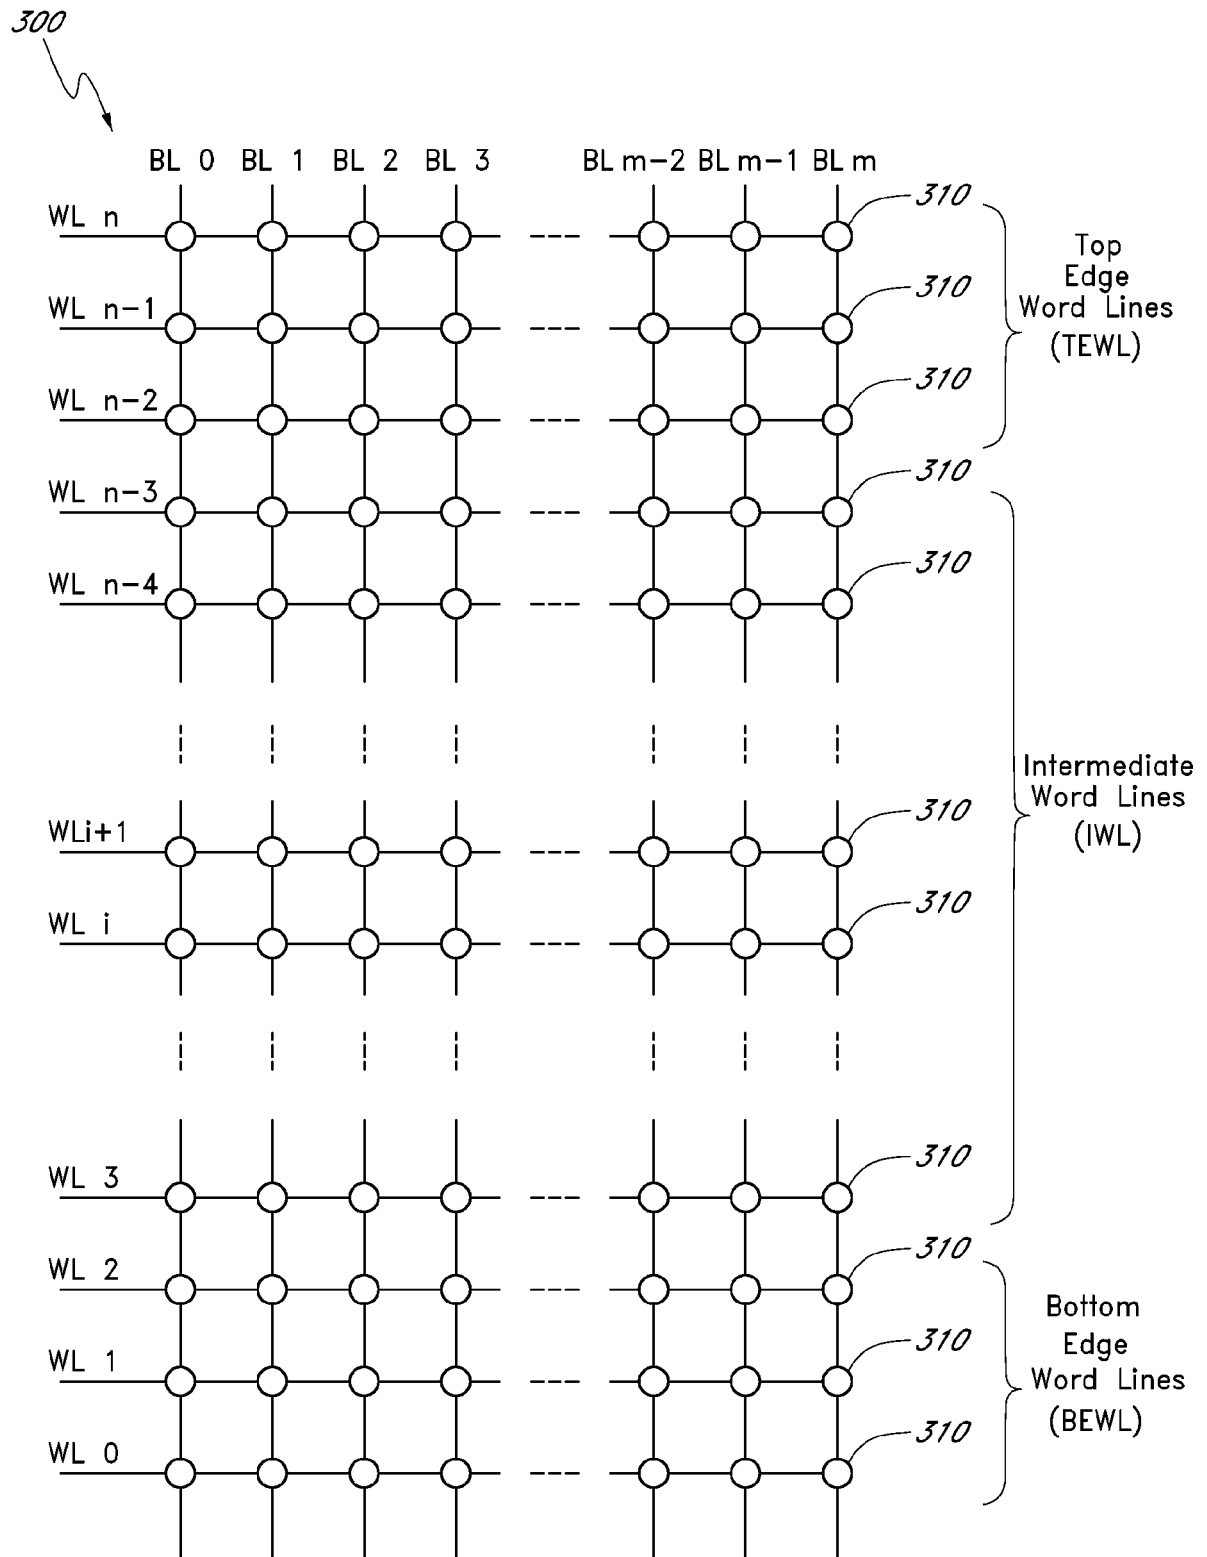 300
BL 0 BL 1 BL 2 BL 3 BL m-2 BL m-1 BL m
WL n
310
WL n-1
310
WL n-2
310
Top
Edge
Word Lines
(TEWL)
WL n-3
310
WL n-4
310
WLi+1
310
WL i
310
Intermediate
Word Lines
(IWL)
WL 3
310
WL 2
310
WL 1
310
WL 0
310
Bottom
Edge
Word Lines
(BEWL)